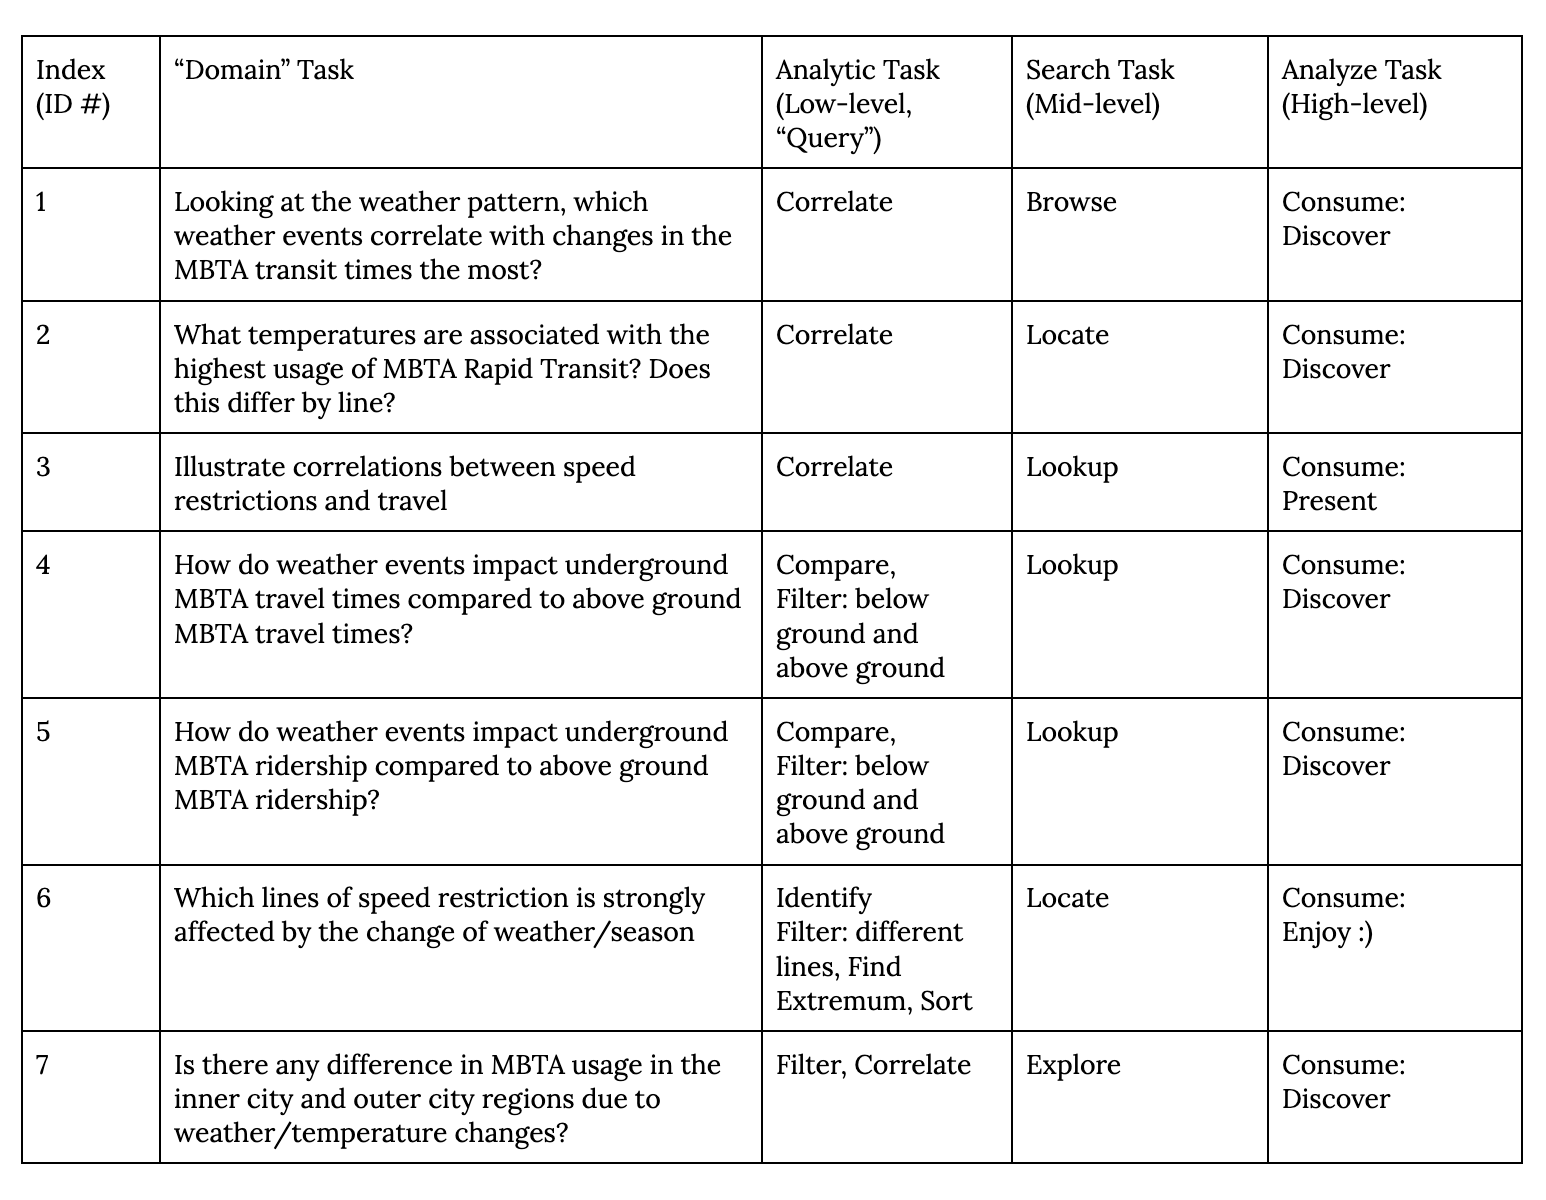 Index
(ID #)
“Domain” Task
Analytic Task
(Low-level,
“Query”)
Search Task
(Mid-level)
Analyze Task
(High-level)
1
Looking at the weather pattern, which
weather events correlate with changes in the
MBTA transit times the most?
Correlate
Browse
Consume:
Discover
2
What temperatures are associated with the
highest usage of MBTA Rapid Transit? Does
this differ by line?
Correlate
Locate
Consume:
Discover
3
Illustrate correlations between speed
restrictions and travel
Correlate
Lookup
Consume:
Present
4
How do weather events impact underground
MBTA travel times compared to above ground
MBTA travel times?
Compare,
Filter: below
ground and
above ground
Lookup
Consume:
Discover
5
How do weather events impact underground
MBTA ridership compared to above ground
MBTA ridership?
Compare,
Filter: below
ground and
above ground
Lookup
Consume:
Discover
6
Which lines of speed restriction is strongly
affected by the change of weather/season
Identify
Filter: different
lines, Find
Extremum, Sort
Locate
Consume:
Enjoy :)
7
Is there any difference in MBTA usage in the
inner city and outer city regions due to
weather/temperature changes?
Filter, Correlate
Explore
Consume:
Discover